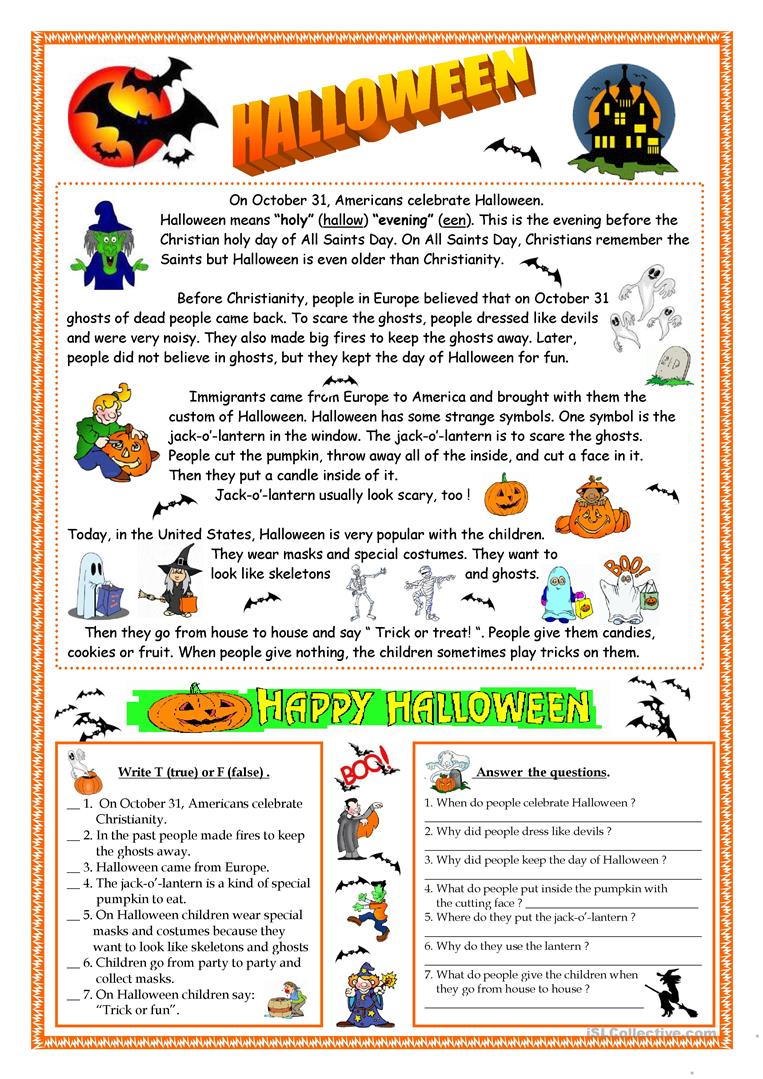 HALLOWEEN
On October 31, Americans celebrate Halloween.
Halloween means “holy” (hallow) “evening” (een). This is the evening before the
Christian holy day of All Saints Day. On All Saints Day, Christians remember the
Saints but Halloween is even older than Christianity.
Before Christianity, people in Europe believed that on October 31
ghosts of dead people came back. To scare the ghosts, people dressed like devils
and were very noisy. They also made big fires to keep the ghosts away. Later,
people did not believe in ghosts, but they kept the day of Halloween for fun.
Immigrants came from Europe to America and brought with them the
custom of Halloween. Halloween has some strange symbols. One symbol is the
jack-o’-lantern in the window. The jack-o’-lantern is to scare the ghosts.
People cut the pumpkin, throw away all of the inside, and cut a face in it.
Then they put a candle inside of it.
Jack-o’-lantern usually look scary, too !
Today, in the United States, Halloween is very popular with the children.
They wear masks and special costumes. They want to
look like skeletons and ghosts.
BOO!
Then they go from house to house and say “ Trick or treat! “. People give them candies,
cookies or fruit. When people give nothing, the children sometimes play tricks on them.
HAPPY HALLOWEEN
Write T (true) or F (false) .
__ 1. On October 31, Americans celebrate
Christianity.
__ 2. In the past people made fires to keep
the ghosts away.
__ 3. Halloween came from Europe.
__ 4. The jack-o’-lantern is a kind of special
pumpkin to eat.
__ 5. On Halloween children wear special
masks and costumes because they
want to look like skeletons and ghosts
__ 6. Children go from party to party and
collect masks.
__ 7. On Halloween children say:
“Trick or fun”.
BOO!
Answer the questions.
1. When do people celebrate Halloween ?
2. Why did people dress like devils ?
3. Why did people keep the day of Halloween ?
4. What do people put inside the pumpkin with
the cutting face ? ____________________
5. Where do they put the jack-o’-lantern ?
6. Why do they use the lantern ?
7. What do people give the children when
they go from house to house ?
iSLCollective.com